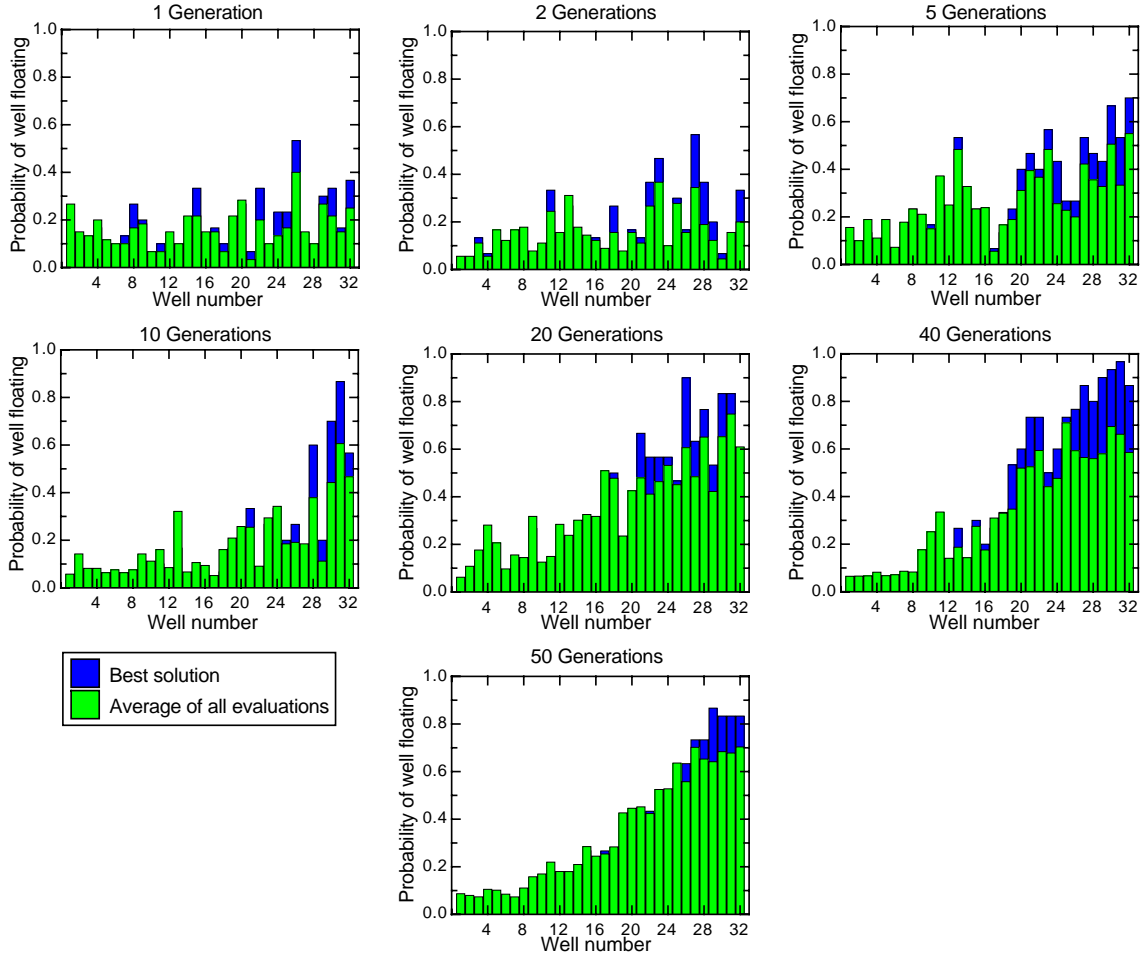 1 Generation
Probability of well floating
1.0
0.8
0.6
0.4
0.2
0.0
4 8 12 16 20 24 28 32
Well number
2 Generations
Probability of well floating
1.0
0.8
0.6
0.4
0.2
0.0
4 8 12 16 20 24 28 32
Well number
5 Generations
Probability of well floating
1.0
0.8
0.6
0.4
0.2
0.0
4 8 12 16 20 24 28 32
Well number
10 Generations
Probability of well floating
1.0
0.8
0.6
0.4
0.2
0.0
4 8 12 16 20 24 28 32
Well number
20 Generations
Probability of well floating
1.0
0.8
0.6
0.4
0.2
0.0
4 8 12 16 20 24 28 32
Well number
40 Generations
Probability of well floating
1.0
0.8
0.6
0.4
0.2
0.0
4 8 12 16 20 24 28 32
Well number
Best solution
Average of all evaluations
50 Generations
Probability of well floating
1.0
0.8
0.6
0.4
0.2
0.0
4 8 12 16 20 24 28 32
Well number